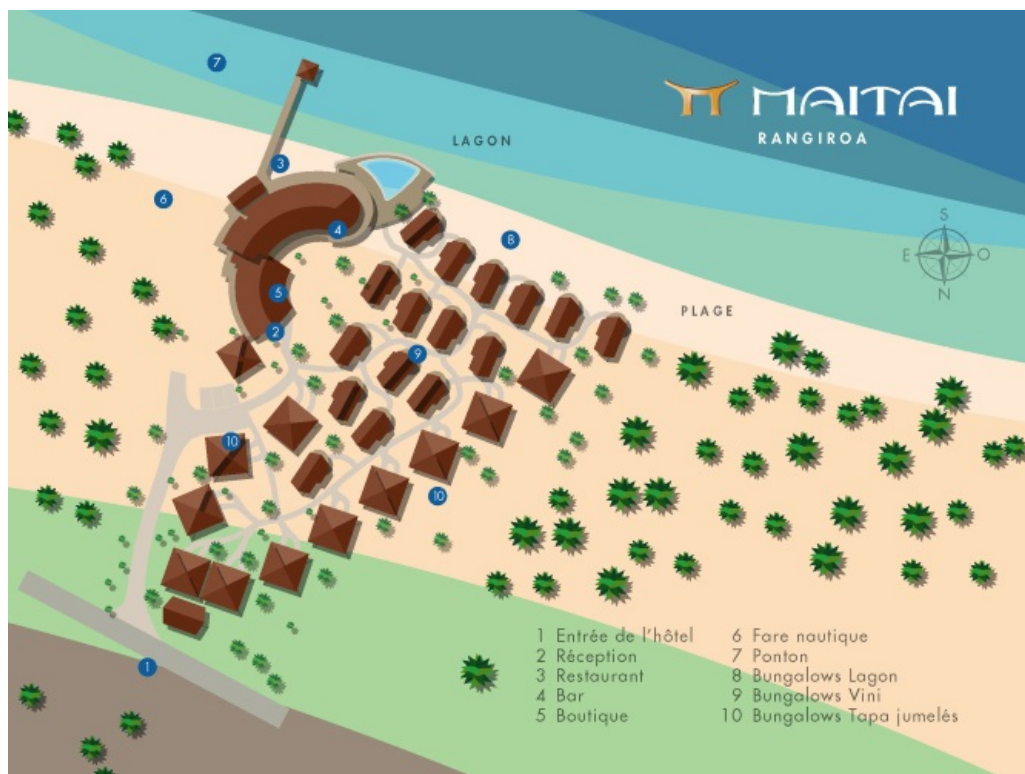 7
MAITAI
RANGIROA
LAGON
3
6
4
8
S
E O
N
5
PLAGE
2
9
10
10
1
1 Entrée de l'hôtel
2 Réception
3 Restaurant
4 Bar
5 Boutique
6 Fare nautique
7 Ponton
8 Bungalows Lagon
9 Bungalows Vini
10 Bungalows Tapa jumelés